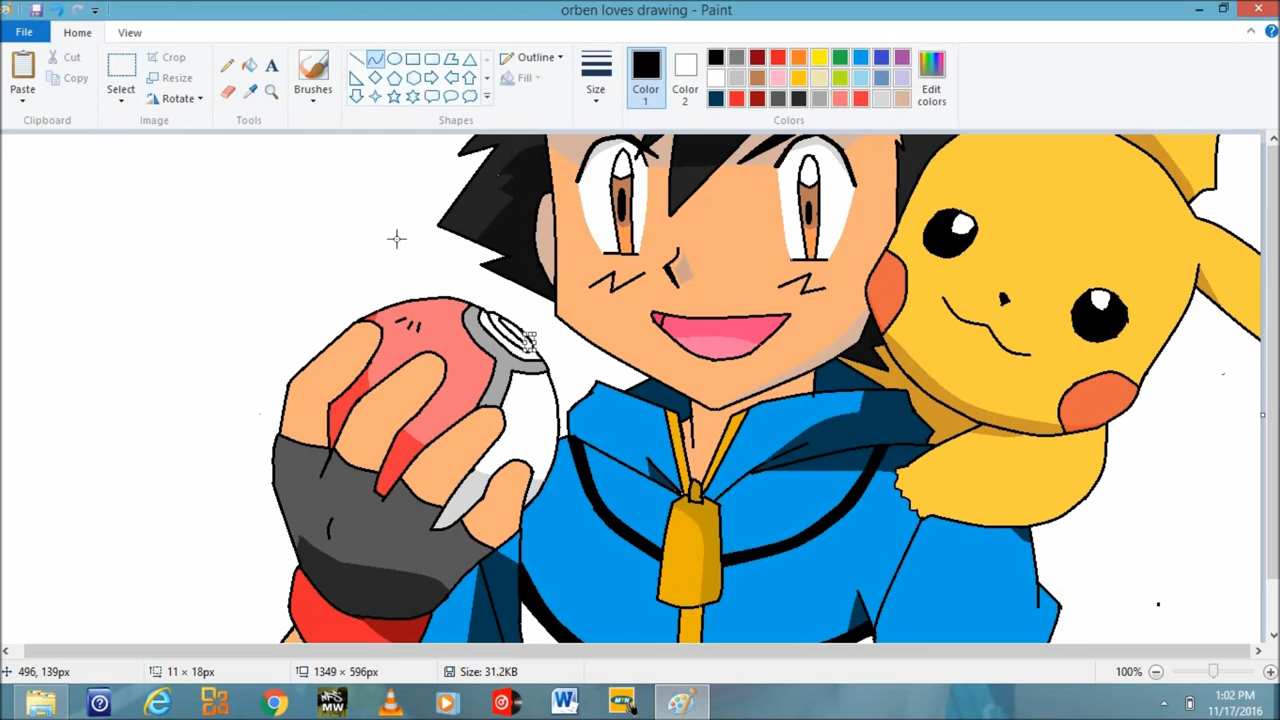 orben loves drawing - Paint
File
Home
View
Paste
Cut
Copy
Clipboard
Select
Crop
Resize
Rotate
Image
A
Tools
Brushes
Shapes
Outline
Fill
Size
Color 1
Color 2
Colors
Edit colors
496, 139px
11 × 18px
1349 × 596px
Size: 31.2KB
100%
MW
W
MTN
1:02 PM
11/17/2016